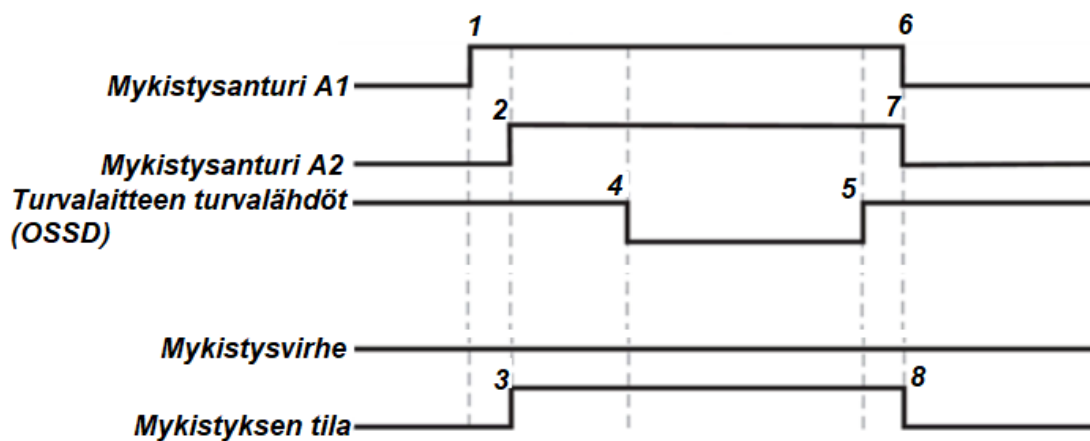 1
6
Mykistysanturi A1
2
7
Mykistysanturi A2
Turvalaitteen turvalähdöt
(OSSD)
4
5
Mykistysvirhe
3
8
Mykistyksen tila